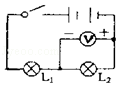 − V +
L₁ L₂